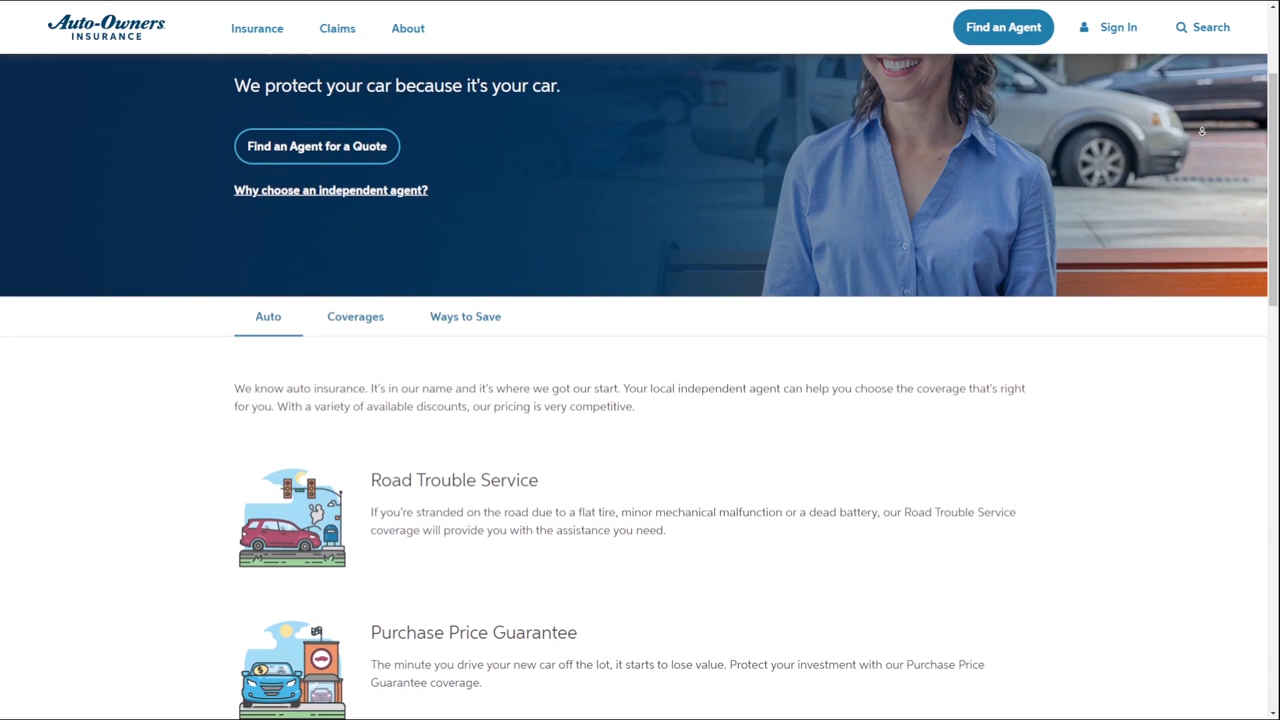 Auto-Owners
INSURANCE
Insurance
Claims
About
Find an Agent
Sign In
Search
We protect your car because it's your car.
Find an Agent for a Quote
Why choose an independent agent?
Auto
Coverages
Ways to Save
We know auto insurance. It's in our name and it's where we got our start. Your local independent agent can help you choose the coverage that's right
for you. With a variety of available discounts, our pricing is very competitive.
Road Trouble Service
If you're stranded on the road due to a flat tire, minor mechanical malfunction or a dead battery, our Road Trouble Service
coverage will provide you with the assistance you need.
Purchase Price Guarantee
The minute you drive your new car off the lot, it starts to lose value. Protect your investment with our Purchase Price
Guarantee coverage.